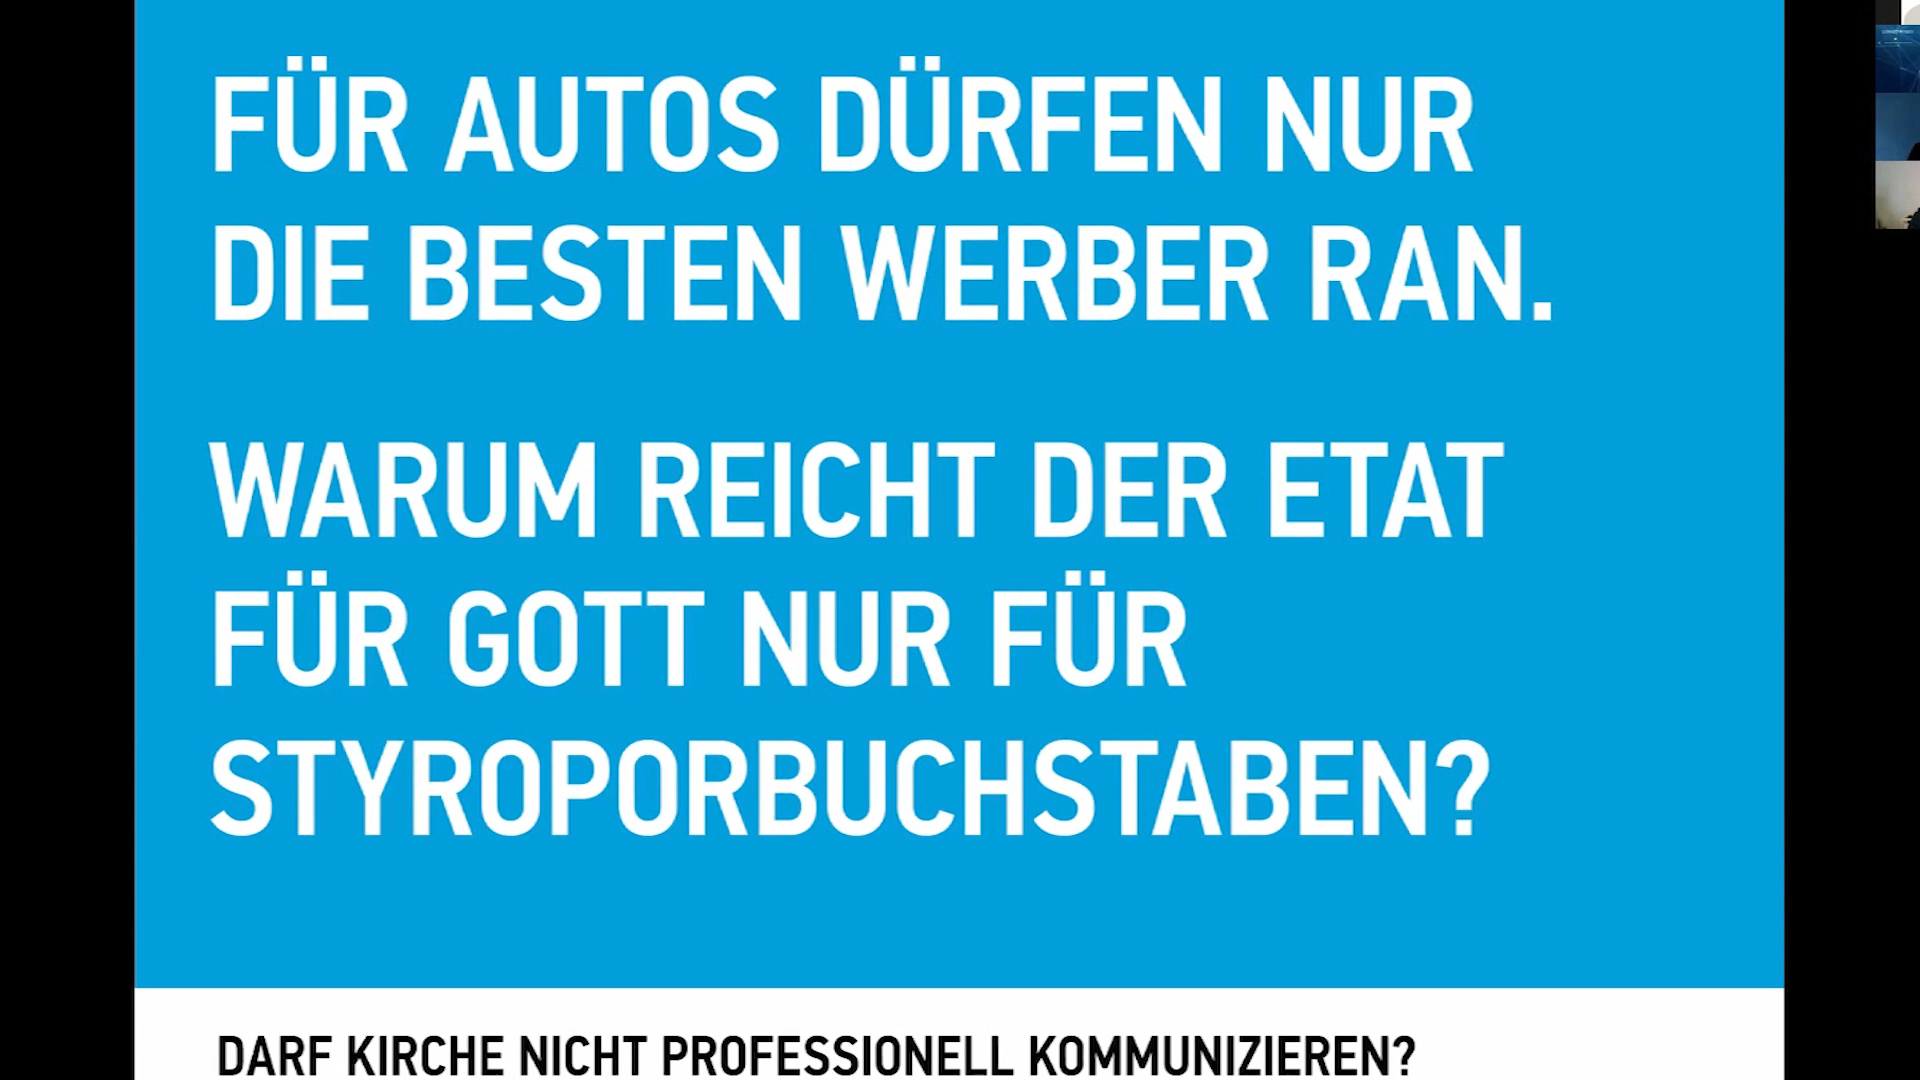 FÜR AUTOS DÜRFEN NUR
DIE BESTEN WERBER RAN.
WARUM REICHT DER ETAT
FÜR GOTT NUR FÜR
STYROPORBUCHSTABEN?
DARF KIRCHE NICHT PROFESSIONELL KOMMUNIZIEREN?